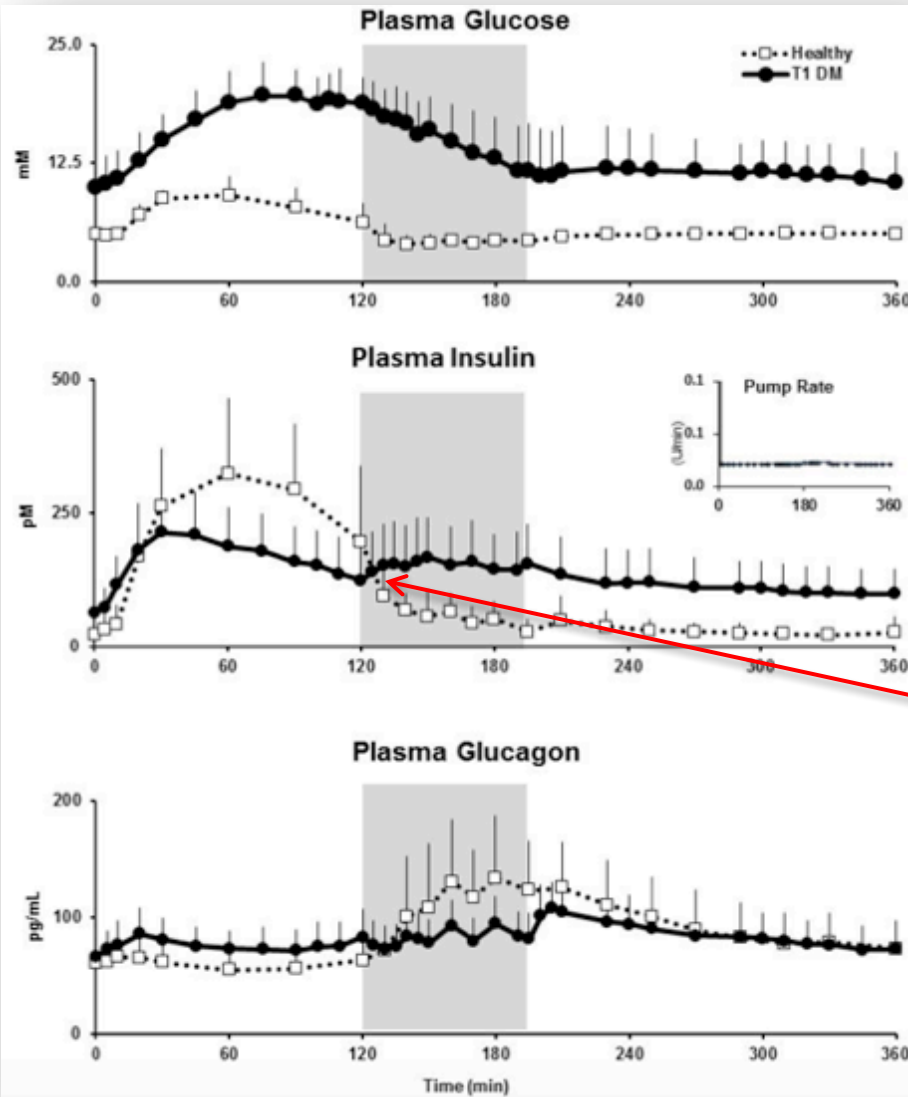 Plasma Glucose
25.0
Healthy
T1 DM
mM
12.5
0.0
0 60 120 180 240 300 360
Plasma Insulin
500
0.1
Pump Rate
(U/min)
0.1
0.0
0 180 360
pM
250
0
0 60 120 180 240 300 360
Plasma Glucagon
200
pg/mL
100
0
0 60 120 180 240 300 360
Time (min)